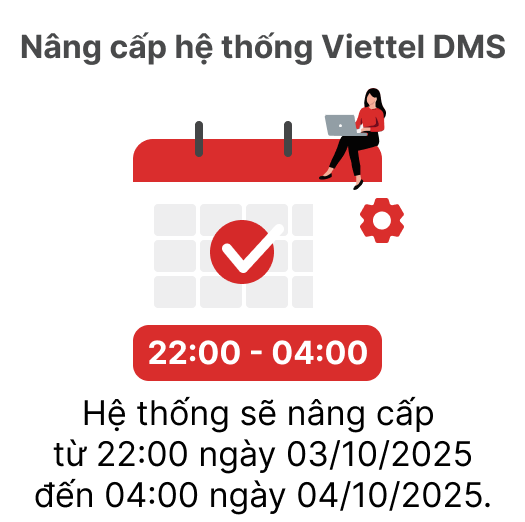 Nâng cấp hệ thống Viettel DMS
22:00 - 04:00
Hệ thống sẽ nâng cấp
từ 22:00 ngày 03/10/2025
đến 04:00 ngày 04/10/2025.